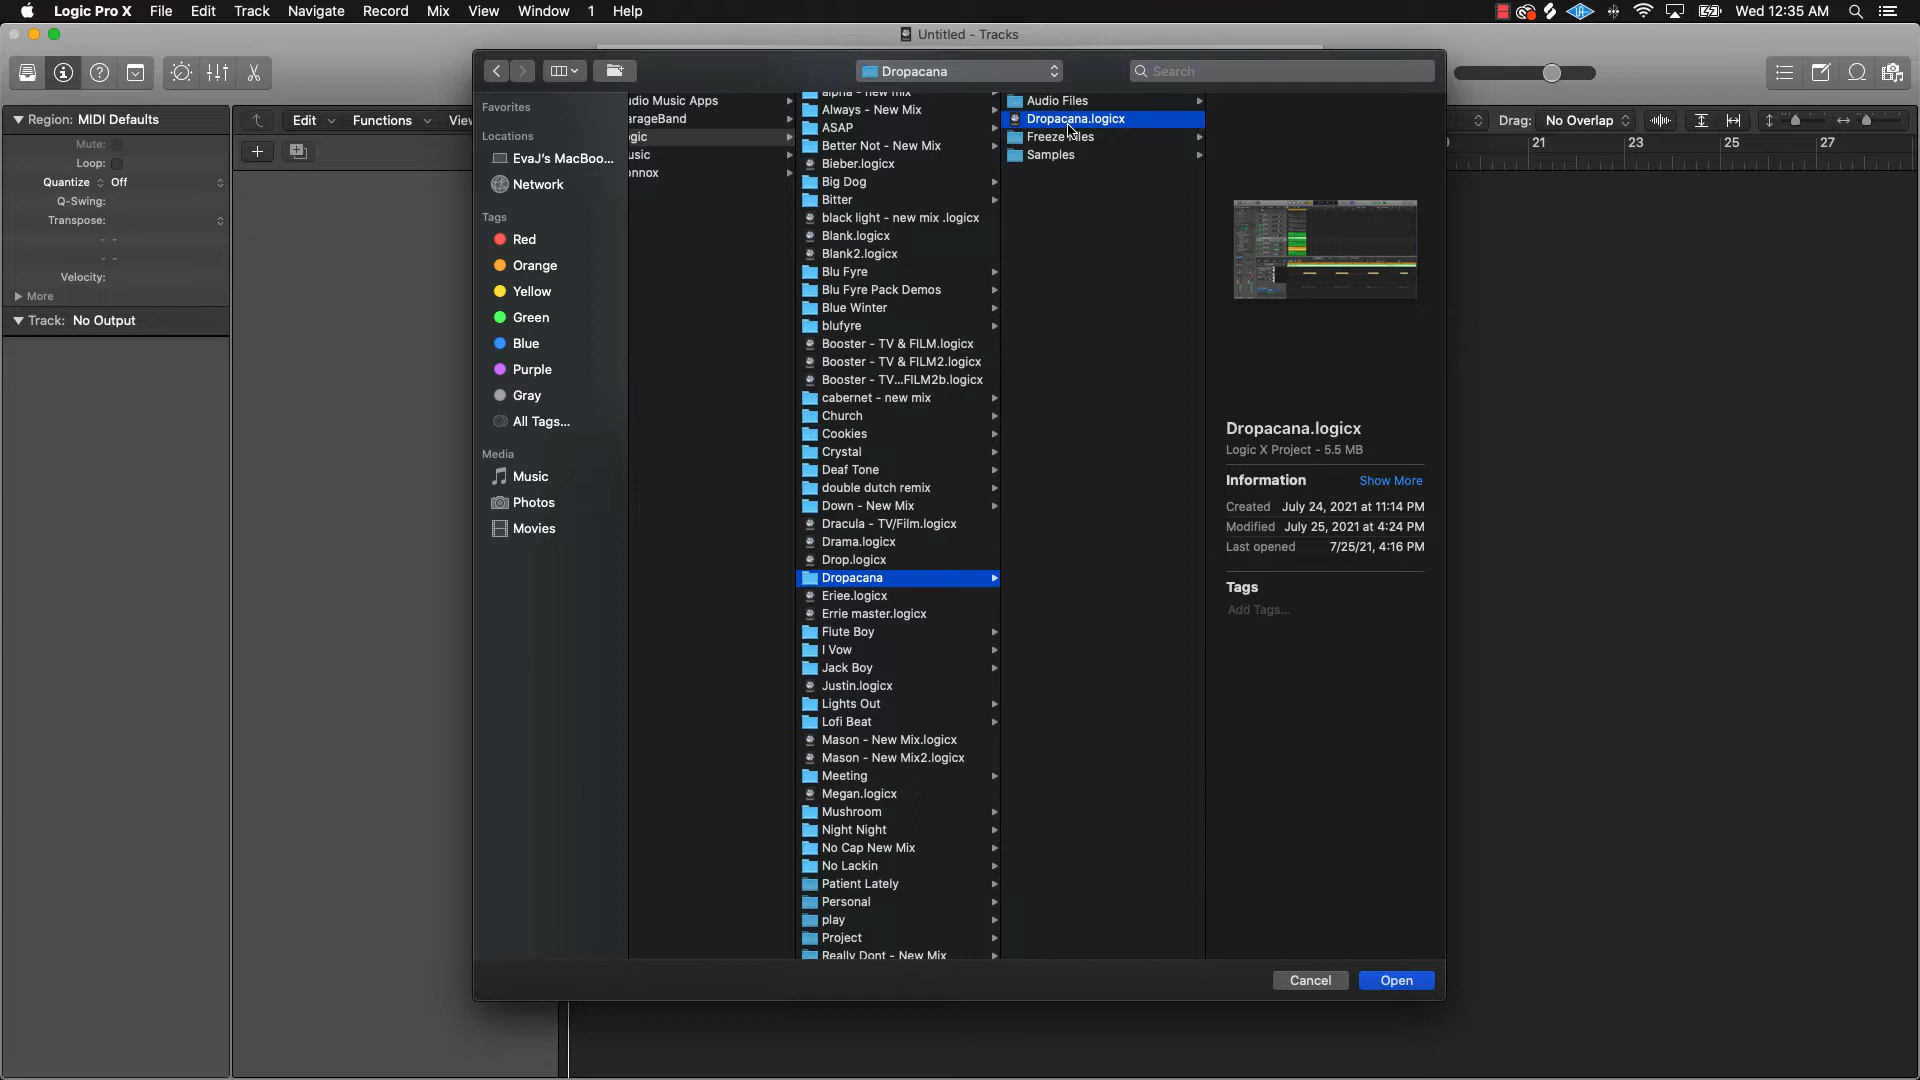 Logic Pro X File Edit Track Navigate Record Mix View Window 1 Help Wed 12:35 AM
Untitled - Tracks
Dropacana
Search
Region: MIDI Defaults
Mute:
Loop:
Quantize Off
Q-Swing:
Transpose:
Velocity:
More
Track: No Output
Edit Functions
Drag: No Overlap
21 23 25 27
Favorites
Locations
EvaJ's MacBoo...
Network
Tags
Red
Orange
Yellow
Green
Blue
Purple
Gray
All Tags...
Media
Music
Photos
Movies
dio Music Apps
arageBand
gic
usic
onnox
alpha - new mix
Always - New Mix
ASAP
Better Not - New Mix
Bieber.logicx
Big Dog
Bitter
black light - new mix .logicx
Blank.logicx
Blank2.logicx
Blu Fyre
Blu Fyre Pack Demos
Blue Winter
blufyre
Booster - TV & FILM.logicx
Booster - TV & FILM2.logicx
Booster - TV...FILM2b.logicx
cabernet - new mix
Church
Cookies
Crystal
Deaf Tone
double dutch remix
Down - New Mix
Dracula - TV/Film.logicx
Drama.logicx
Drop.logicx
Dropacana
Eriee.logicx
Errie master.logicx
Flute Boy
I Vow
Jack Boy
Justin.logicx
Lights Out
Lofi Beat
Mason - New Mix.logicx
Mason - New Mix2.logicx
Meeting
Megan.logicx
Mushroom
Night Night
No Cap New Mix
No Lackin
Patient Lately
Personal
play
Project
Really Dont - New Mix
Audio Files
Dropacana.logicx
Freeze Files
Samples
Dropacana.logicx
Logic X Project - 5.5 MB
Information Show More
Created July 24, 2021 at 11:14 PM
Modified July 25, 2021 at 4:24 PM
Last opened 7/25/21, 4:16 PM
Tags
Add Tags...
Cancel Open